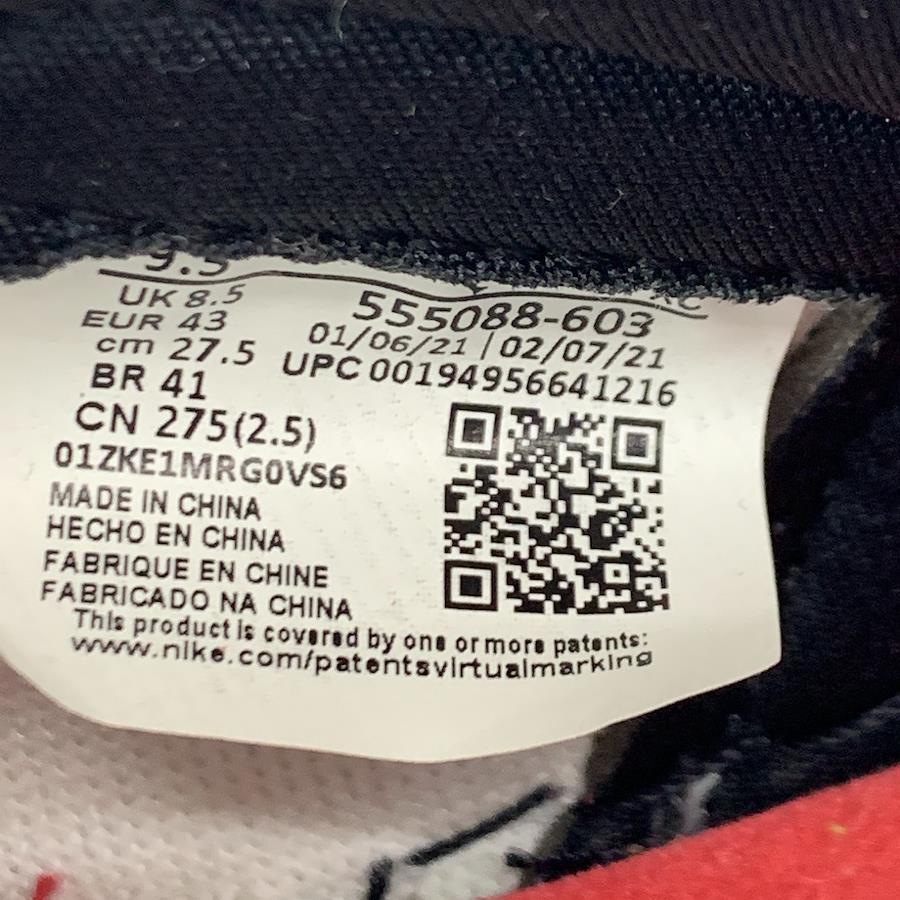 9.5
UK 8.5
EUR 43
cm 27.5
BR 41
CN 275(2.5)
01ZKE1MRG0VS6
MADE IN CHINA
HECHO EN CHINA
FABRIQUE EN CHINE
FABRICADO NA CHINA
555088-603
01/06/21 | 02/07/21
UPC 00194956641216
This product is covered by one or more patents:
www.nike.com/patentsvirtualmarking